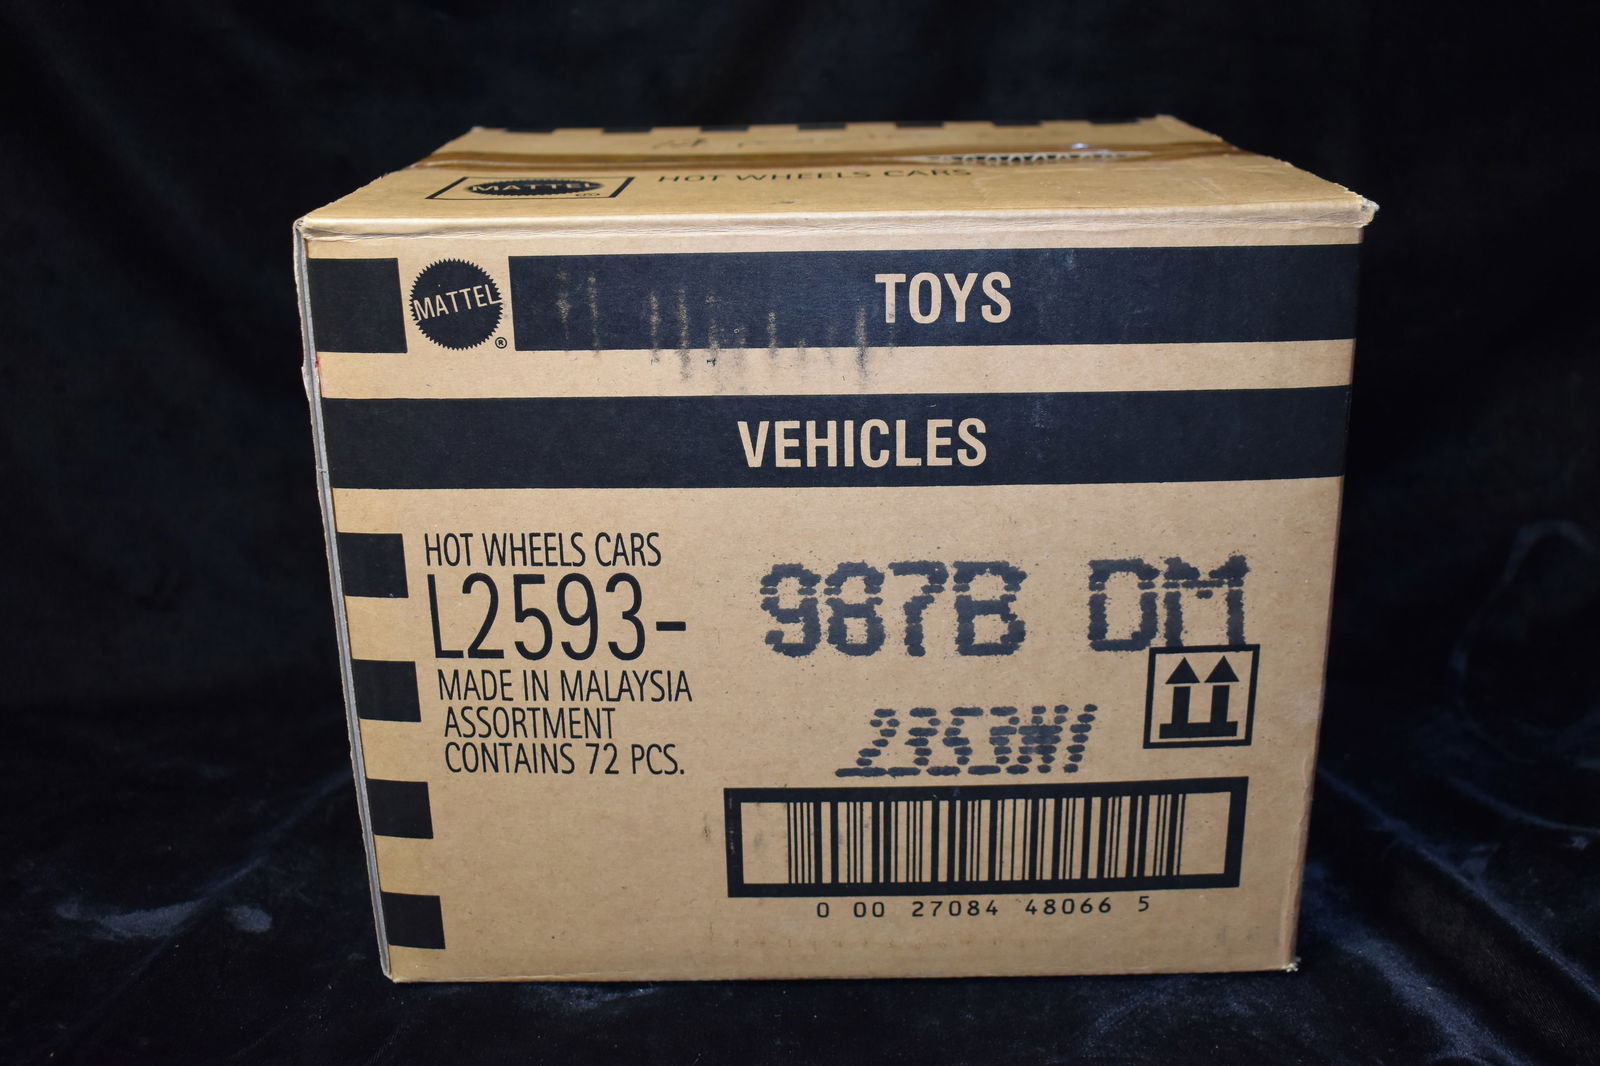 MATTEL ®
HOT WHEELS CARS
MATTEL ®
TOYS
VEHICLES
HOT WHEELS CARS
L2593-
987B DM
MADE IN MALAYSIA
ASSORTMENT
CONTAINS 72 PCS.
0 00 27084 48066 5